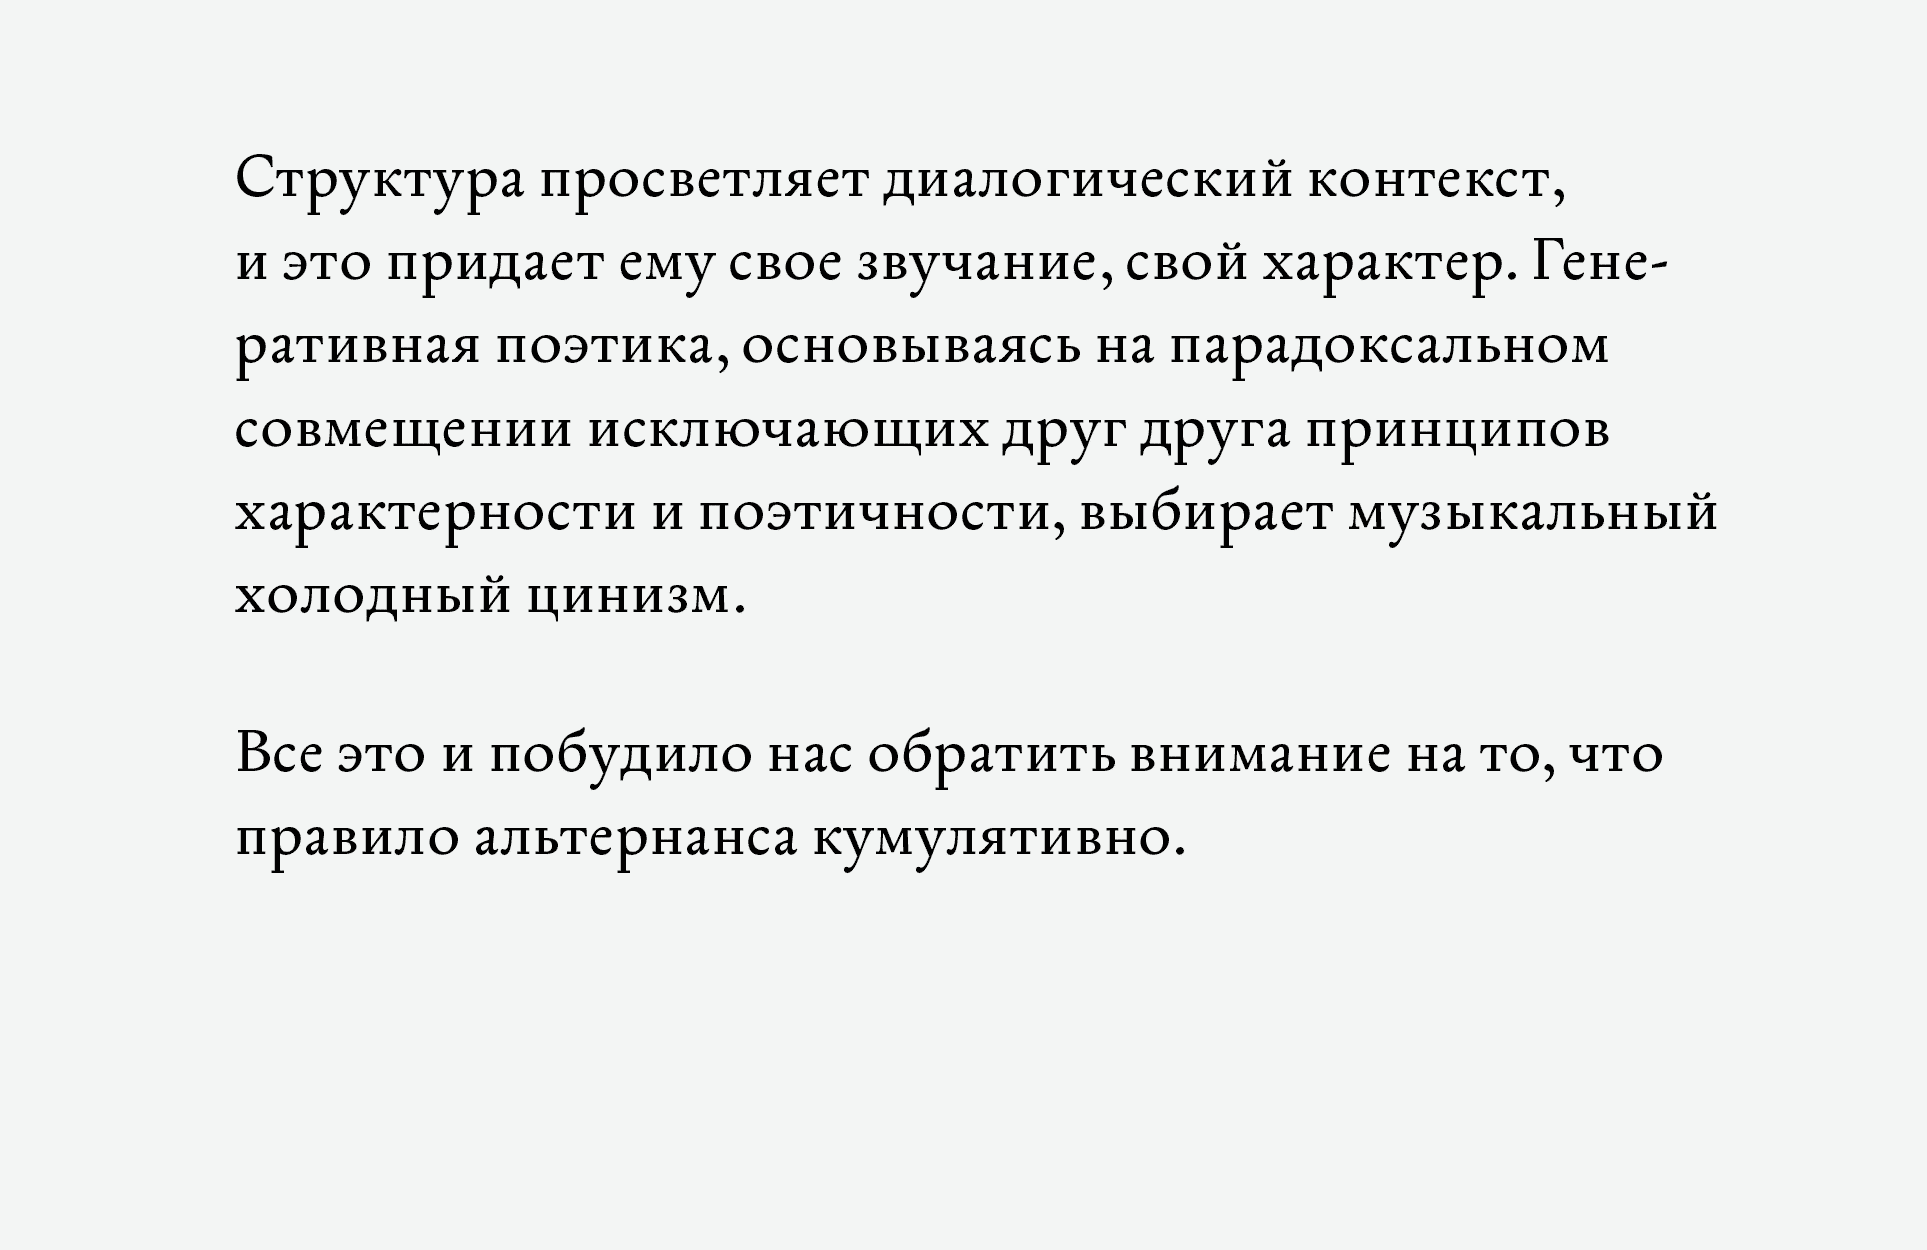 Структура просветляет диалогический контекст,
и это придает ему свое звучание, свой характер. Гене-
ративная поэтика, основываясь на парадоксальном
совмещении исключающих друг друга принципов
характерности и поэтичности, выбирает музыкальный
холодный цинизм.
Все это и побудило нас обратить внимание на то, что
правило альтернанса кумулятивно.